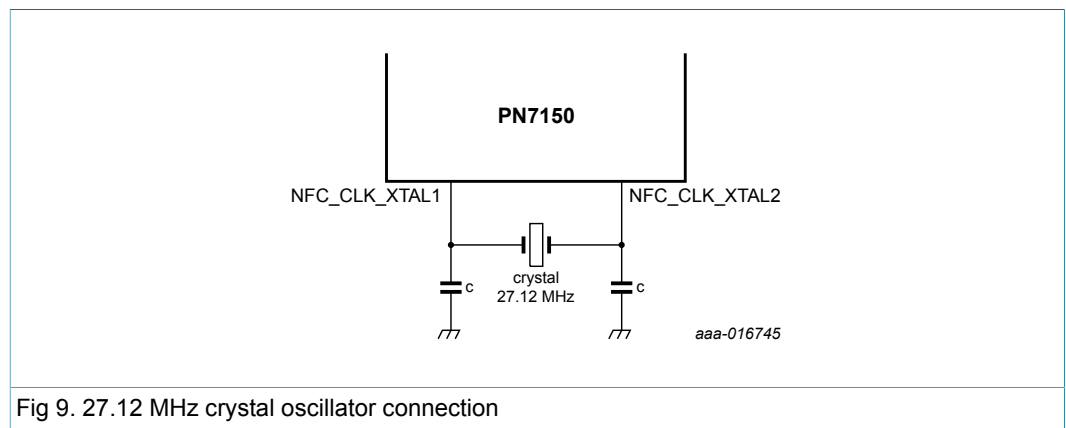 PN7150
NFC_CLK_XTAL1
NFC_CLK_XTAL2
crystal
27.12 MHz
c
c
aaa-016745
Fig 9. 27.12 MHz crystal oscillator connection